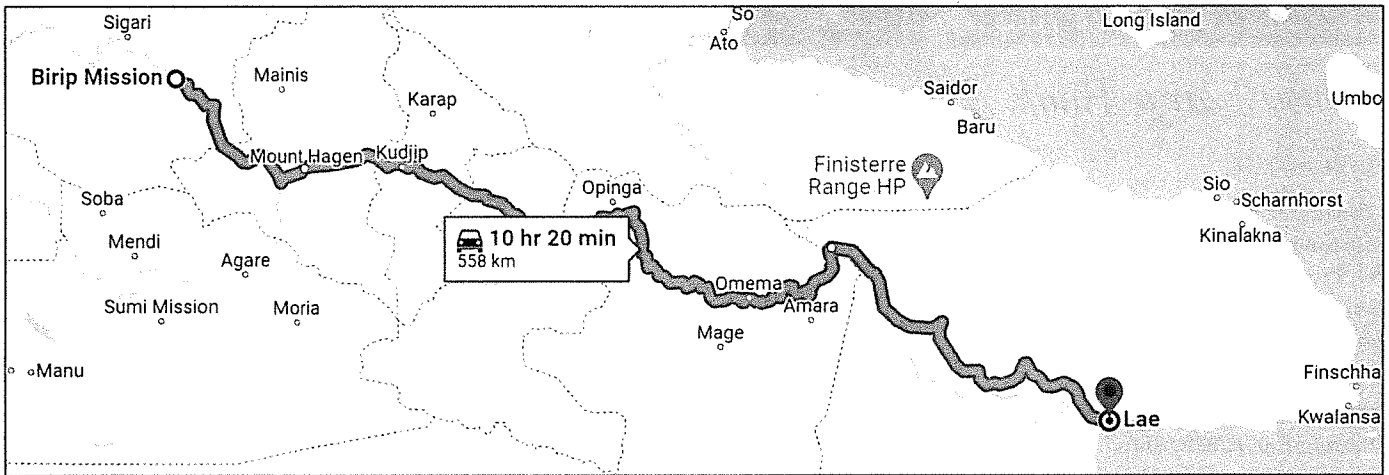 So
Long Island
Sigari
Ato
Birip Mission
Mainis
Saidor
Umbo
Karap
Baru
Mount Hagen
Kudjip
Finisterre
Range HP
Opinga
Sio
Scharnhorst
Soba
Kinalakna
Mendi
10 hr 20 min
558 km
Agare
Omema
Sumi Mission
Moria
Amara
Mage
Manu
Finschha
Lae
Kwalansa